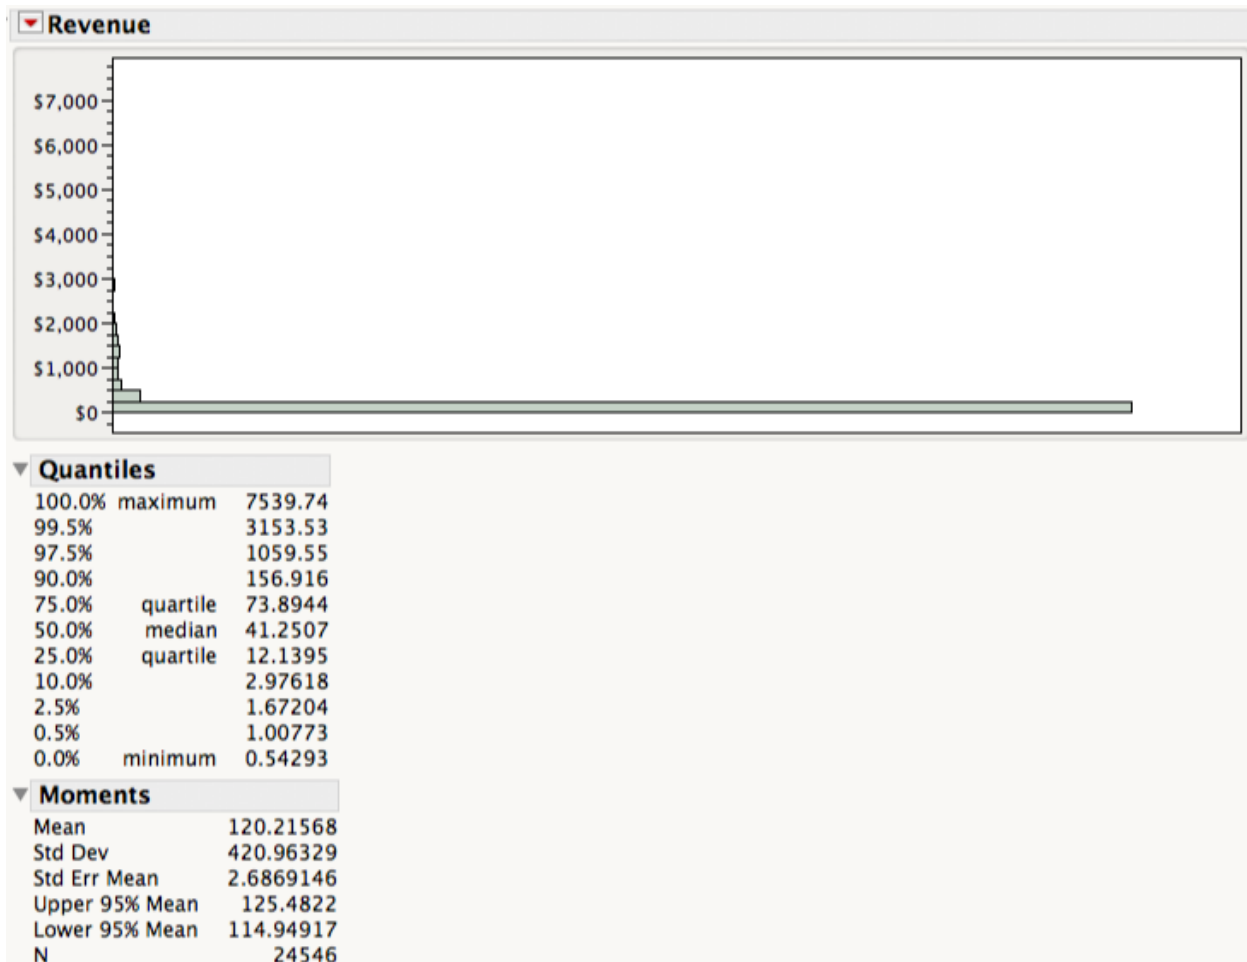 Revenue
$7,000
$6,000
$5,000
$4,000
$3,000
$2,000
$1,000
$0
Quantiles
100.0% maximum 7539.74
99.5% 3153.53
97.5% 1059.55
90.0% 156.916
75.0% quartile 73.8944
50.0% median 41.2507
25.0% quartile 12.1395
10.0% 2.97618
2.5% 1.67204
0.5% 1.00773
0.0% minimum 0.54293
Moments
Mean 120.21568
Std Dev 420.96329
Std Err Mean 2.6869146
Upper 95% Mean 125.4822
Lower 95% Mean 114.94917
N 24546